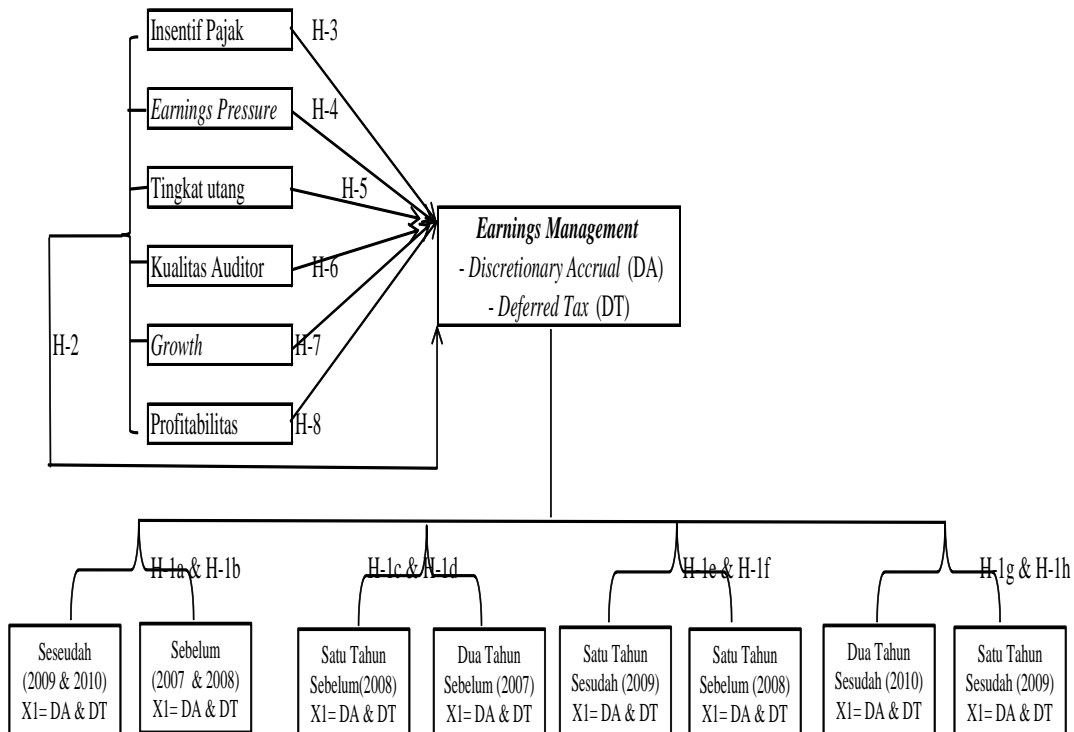 Insentif Pajak
H-3
Earnings Pressure
H-4
Tingkat utang
H-5
Kualitas Auditor
H-6
Growth
H-7
Profitabilitas
H-8
H-2
Earnings Management
- Discretionary Accrual (DA)
- Deferred Tax (DT)
H-1a & H-1b
H-1c & H-1d
H-1e & H-1f
H-1g & H-1h
Seseudah
(2009 & 2010)
X1= DA & DT
Sebelum
(2007 & 2008)
X1= DA & DT
Satu Tahun
Sebelum(2008)
X1= DA & DT
Dua Tahun
Sebelum (2007)
X1= DA & DT
Satu Tahun
Sesudah (2009)
X1= DA & DT
Satu Tahun
Sebelum (2008)
X1= DA & DT
Dua Tahun
Sesudah (2010)
X1= DA & DT
Satu Tahun
Sesudah (2009)
X1= DA & DT